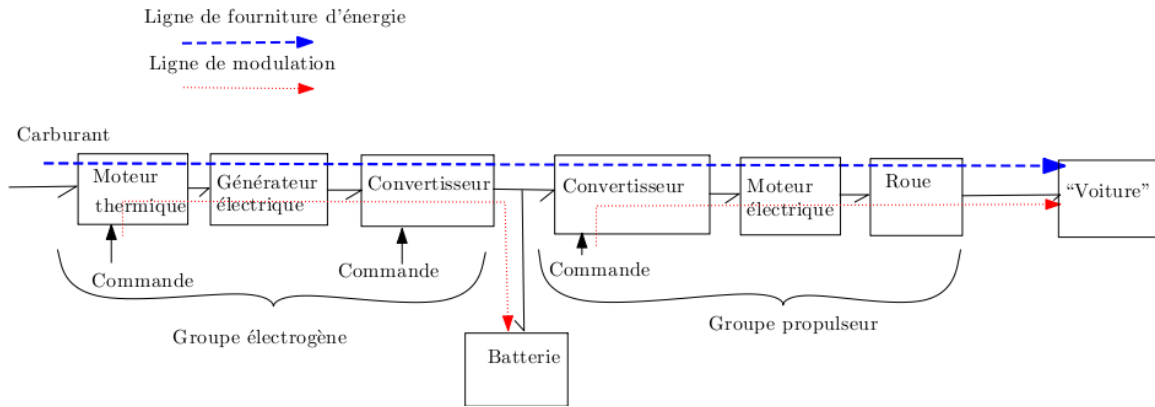 Ligne de fourniture d'énergie
Ligne de modulation
Carburant
Moteur
thermique
Générateur
électrique
Convertisseur
Convertisseur
Moteur
électrique
Roue
“Voiture”
Commande
Commande
Commande
Groupe électrogène
Groupe propulseur
Batterie